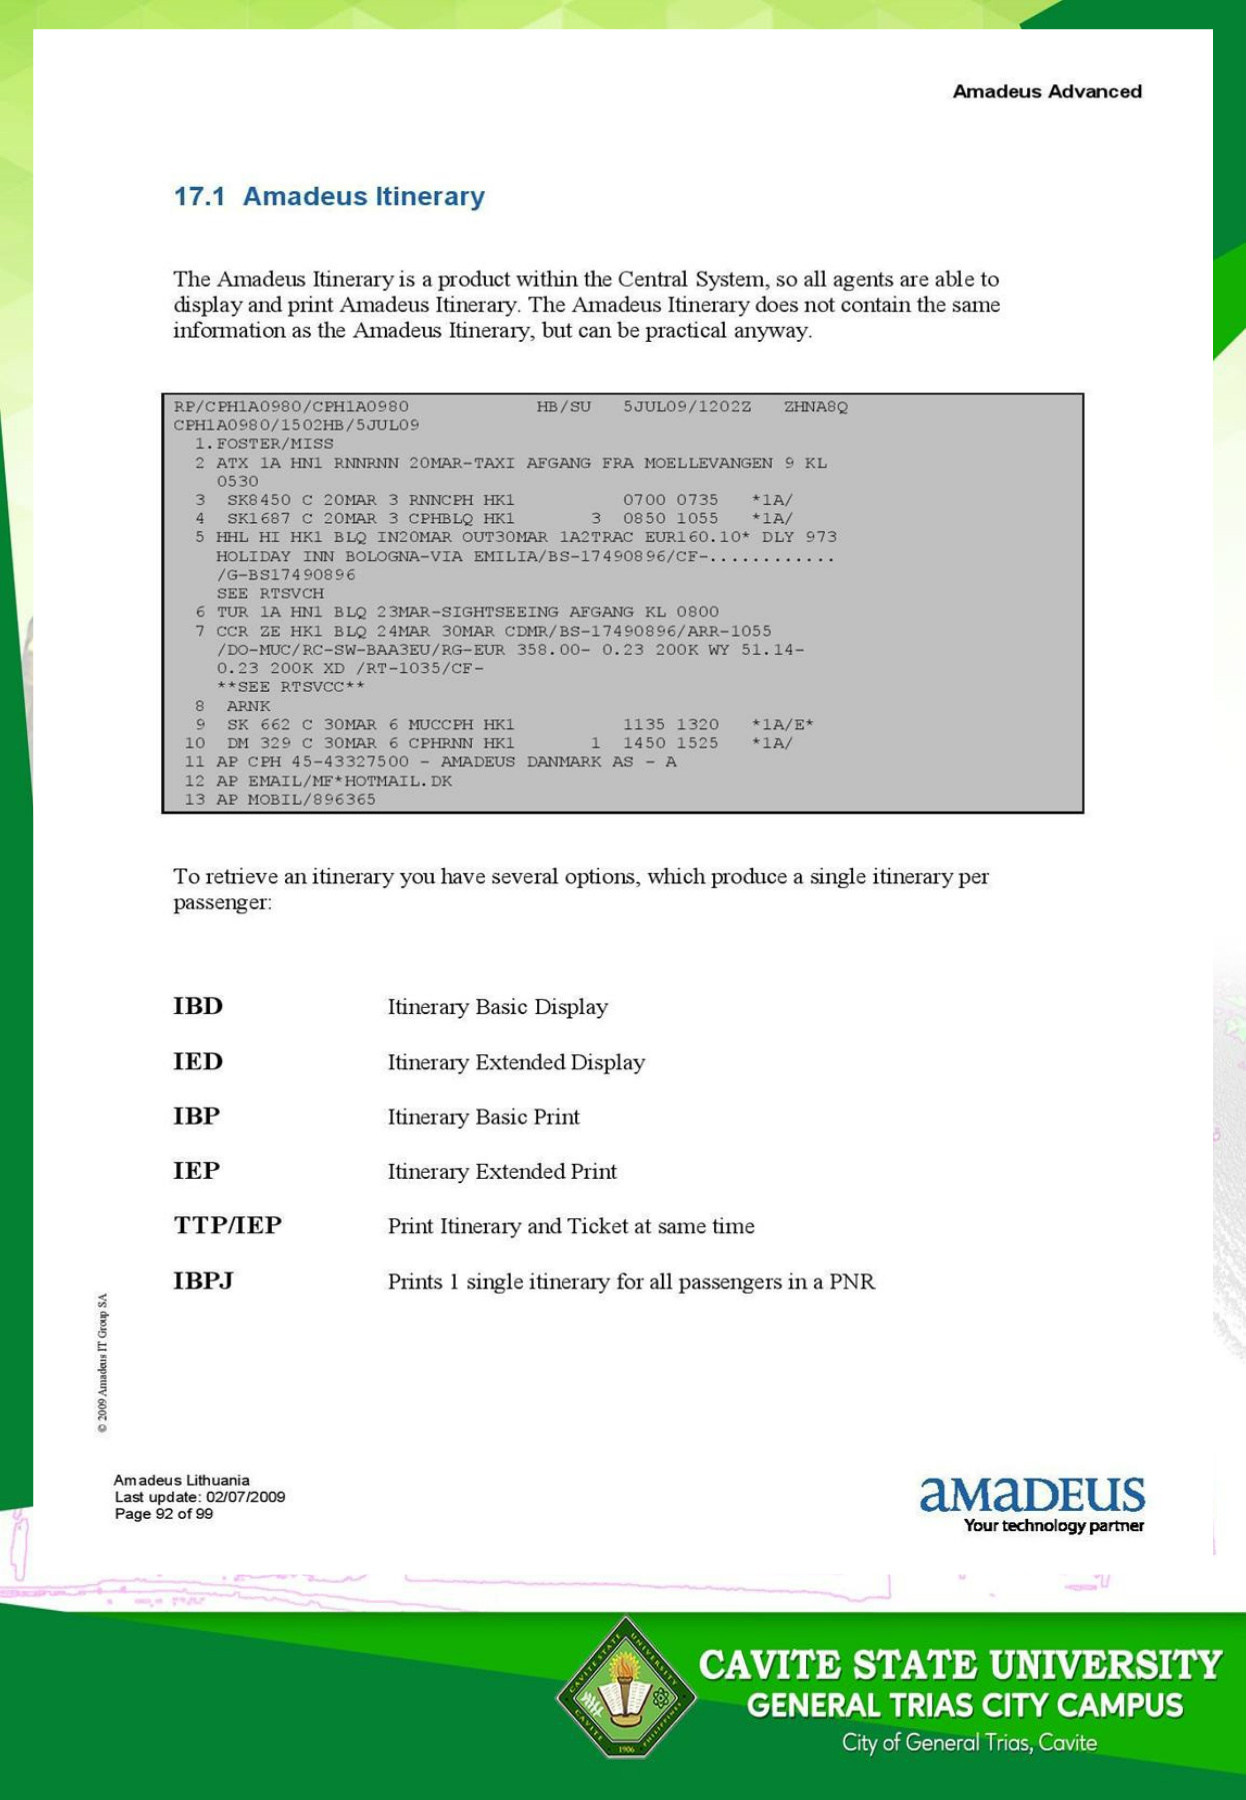 Amadeus Advanced
17.1 Amadeus Itinerary
The Amadeus Itinerary is a product within the Central System, so all agents are able to
display and print Amadeus Itinerary. The Amadeus Itinerary does not contain the same
information as the Amadeus Itinerary, but can be practical anyway.
RP/CPH1A0980/CPH1A0980 HB/SU 5JUL09/1202Z ZHNA8Q
CPH1A0980/1502HB/5JUL09
1.FOSTER/MISS
2 ATX 1A HN1 RNNRNN 20MAR-TAXI AFGANG FRA MOELLEVANGEN 9 KL
0530
3 SK8450 C 20MAR 3 RNNCPH HK1 0700 0735 *1A/
4 SK1687 C 20MAR 3 CPHBLQ HK1 3 0850 1055 *1A/
5 HHL HI HK1 BLQ IN20MAR OUT30MAR 1A2TRAC EUR160.10* DLY 973
HOLIDAY INN BOLOGNA-VIA EMILIA/BS-17490896/CF-............
/G-BS17490896
SEE RTSVCH
6 TUR 1A HN1 BLQ 23MAR-SIGHTSEEING AFGANG KL 0800
7 CCR ZE HK1 BLQ 24MAR 30MAR CDMR/BS-17490896/ARR-1055
/DO-MUC/RC-SW-BAA3EU/RG-EUR 358.00- 0.23 200K WY 51.14-
0.23 200K XD /RT-1035/CF-
**SEE RTSVCC**
8 ARNK
9 SK 662 C 30MAR 6 MUCCPH HK1 1135 1320 *1A/E*
10 DM 329 C 30MAR 6 CPHRNN HK1 1 1450 1525 *1A/
11 AP CPH 45-43327500 - AMADEUS DANMARK AS - A
12 AP EMAIL/MF*HOTMAIL.DK
13 AP MOBIL/896365
To retrieve an itinerary you have several options, which produce a single itinerary per
passenger:
IBD Itinerary Basic Display
IED Itinerary Extended Display
IBP Itinerary Basic Print
IEP Itinerary Extended Print
TTP/IEP Print Itinerary and Ticket at same time
IBPJ Prints 1 single itinerary for all passengers in a PNR
© 2009 Amadeus IT Group SA
Amadeus Lithuania
Last update: 02/07/2009
Page 92 of 99
aMaDEUS
Your technology partner
CAVITE STATE UNIVERSITY
CAVITE PHILIPPINES
1906
CAVITE STATE UNIVERSITY
GENERAL TRIAS CITY CAMPUS
City of General Trias, Cavite